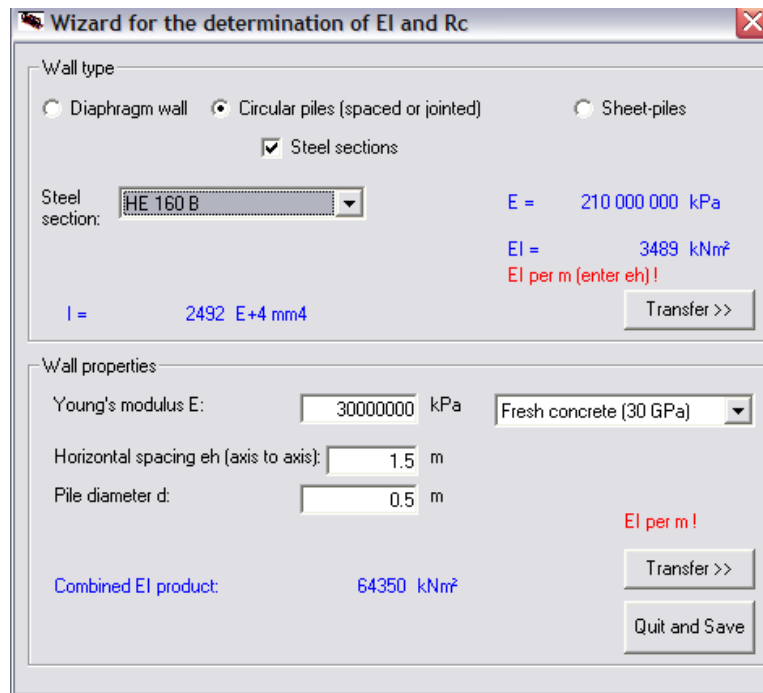 Wizard for the determination of EI and Rc
Wall type
Diaphragm wall Circular piles (spaced or jointed) Sheet-piles
Steel sections
Steel section: HE 160 B E = 210 000 000 kPa
EI = 3489 kNm²
EI per m (enter eh) !
I = 2492 E+4 mm4 Transfer >>
Wall properties
Young's modulus E: 30000000 kPa Fresh concrete (30 GPa)
Horizontal spacing eh (axis to axis): 1.5 m
Pile diameter d: 0.5 m
EI per m !
Combined EI product: 64350 kNm² Transfer >>
Quit and Save